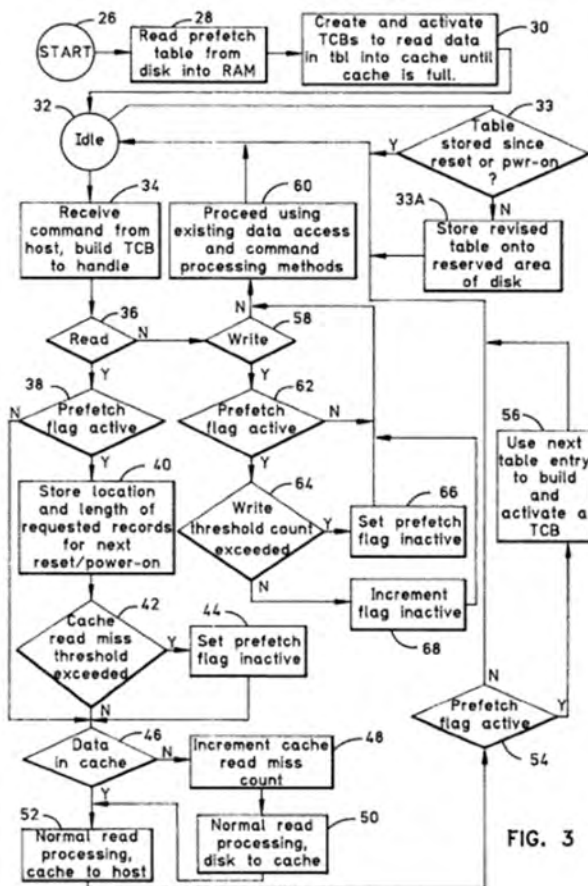 26
START
28
Read prefetch
table from
disk into RAM
30
Create and activate
TCBs to read data
in tbl into cache until
cache is full.
32
Idle
33
Table
stored since
reset or pwr-on
?
Y
N
33A
Store revised
table onto
reserved area
of disk
34
Receive
command from
host, build TCB
to handle
60
Proceed using
existing data access
and command
processing methods
N
36
Read
N
Y
58
Write
Y
38
N
Prefetch
flag active
Y
62
Prefetch
flag active
N
Y
56
Use next
table entry
to build
and
activate a
TCB
40
Store location
and length of
requested records
for next
reset/power-on
64
Write
threshold count
exceeded
Y
N
66
Set prefetch
flag inactive
Increment
flag inactive
68
42
Cache
read miss
threshold
exceeded
Y
N
44
Set prefetch
flag inactive
N
Y
Prefetch
flag active
54
46
Data
in cache
N
Y
Increment cache
read miss
count
48
52
Normal read
processing,
cache to host
Normal read
processing,
disk to cache
50
FIG. 3